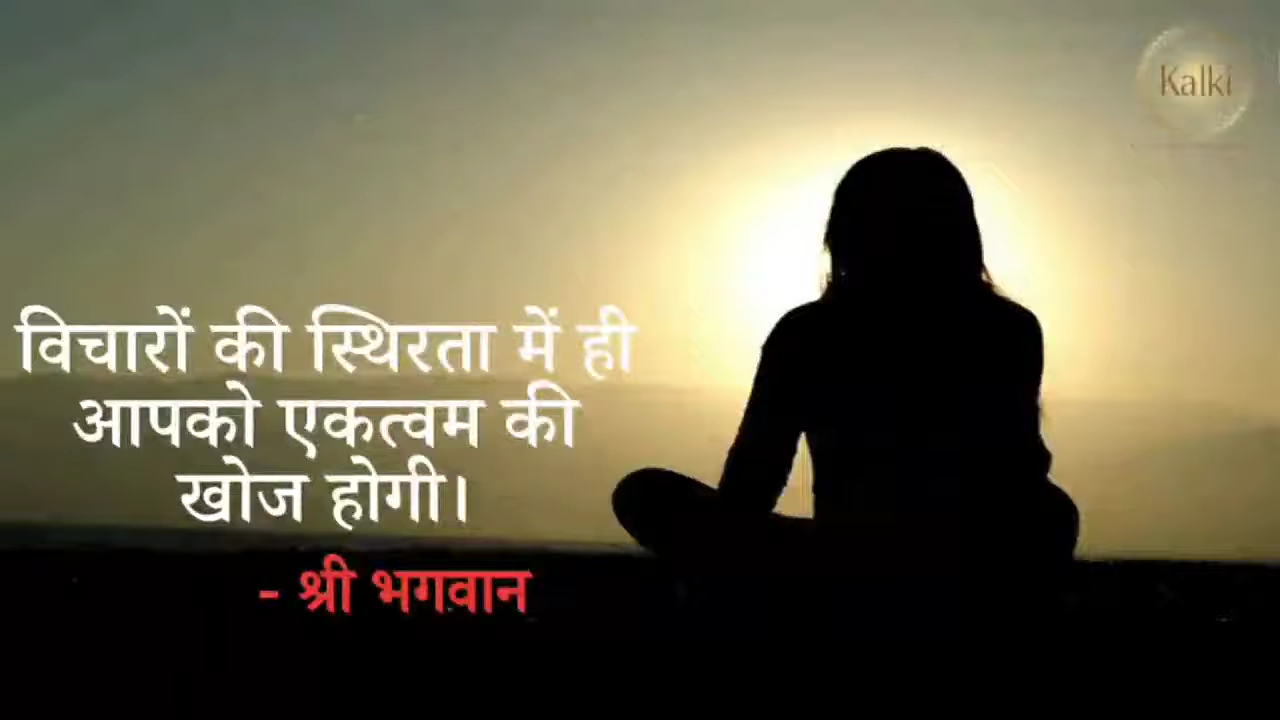 Kalki
विचारों की स्थिरता में ही
आपको एकत्वम की
खोज होगी।
- श्री भगवान